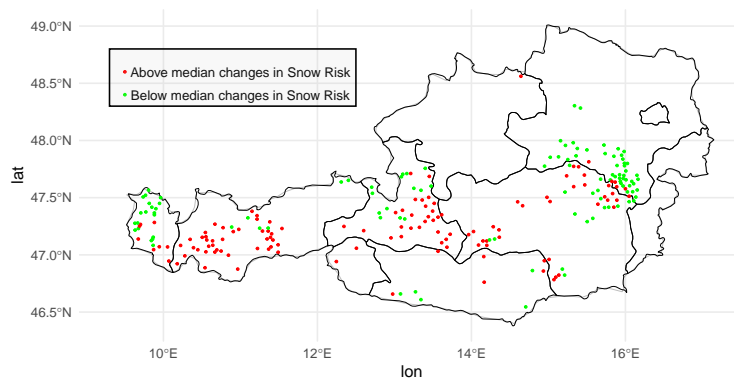 49.0°N
48.5°N
48.0°N
47.5°N
47.0°N
46.5°N
lat
Above median changes in Snow Risk
Below median changes in Snow Risk
10°E 12°E 14°E 16°E
lon